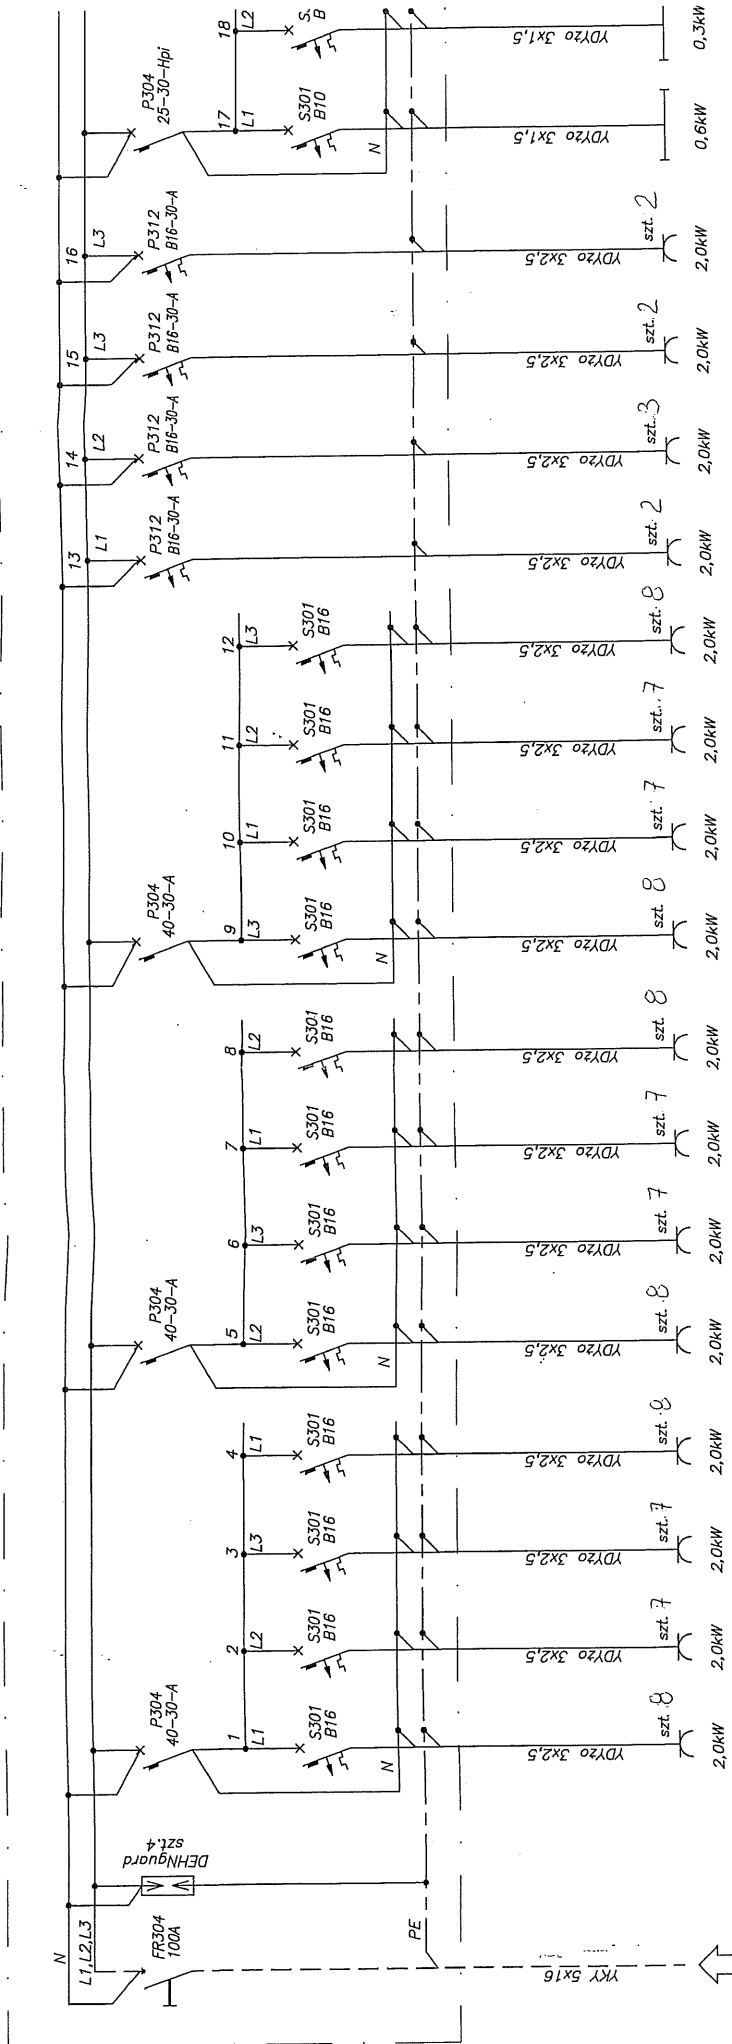 N
L1,L2,L3
FR304
100A
YKY 5x16
PE
DEHNguard
szt.4
P304
40-30-A
N
1
L1
S301
B16
YDYżo 3x2,5
szt. 8
2,0kW
2
L2
S301
B16
YDYżo 3x2,5
szt. 7
2,0kW
3
L3
S301
B16
YDYżo 3x2,5
szt. 7
2,0kW
4
L1
S301
B16
YDYżo 3x2,5
szt. 8
2,0kW
P304
40-30-A
N
5
L2
S301
B16
YDYżo 3x2,5
szt. 8
2,0kW
6
L3
S301
B16
YDYżo 3x2,5
szt. 7
2,0kW
7
L1
S301
B16
YDYżo 3x2,5
szt. 7
2,0kW
8
L2
S301
B16
YDYżo 3x2,5
szt. 8
2,0kW
P304
40-30-A
N
9
L3
S301
B16
YDYżo 3x2,5
szt. 8
2,0kW
10
L1
S301
B16
YDYżo 3x2,5
szt. 7
2,0kW
11
L2
S301
B16
YDYżo 3x2,5
szt. 7
2,0kW
12
L3
S301
B16
YDYżo 3x2,5
szt. 8
2,0kW
13
L1
P312
B16-30-A
YDYżo 3x2,5
szt. 2
2,0kW
14
L2
P312
B16-30-A
YDYżo 3x2,5
szt. 3
2,0kW
15
L3
P312
B16-30-A
YDYżo 3x2,5
szt. 2
2,0kW
16
L3
P312
B16-30-A
YDYżo 3x2,5
szt. 2
2,0kW
P304
25-30-Hpi
N
17
L1
S301
B10
YDYżo 3x1,5
0,6kW
18
L2
YDYżo 3x1,5
0,3kW